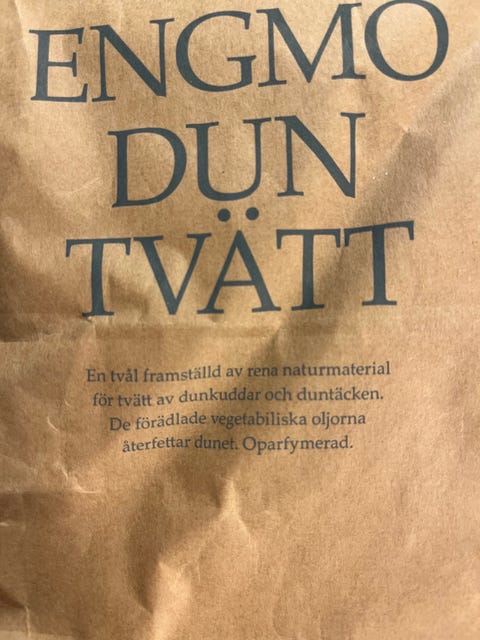 ENGMO
DUN
TVÄTT
En tvål framställd av rena naturmaterial
för tvätt av dunkuddar och duntäcken.
De förädlade vegetabiliska oljorna
återfettar dunet. Oparfymerad.